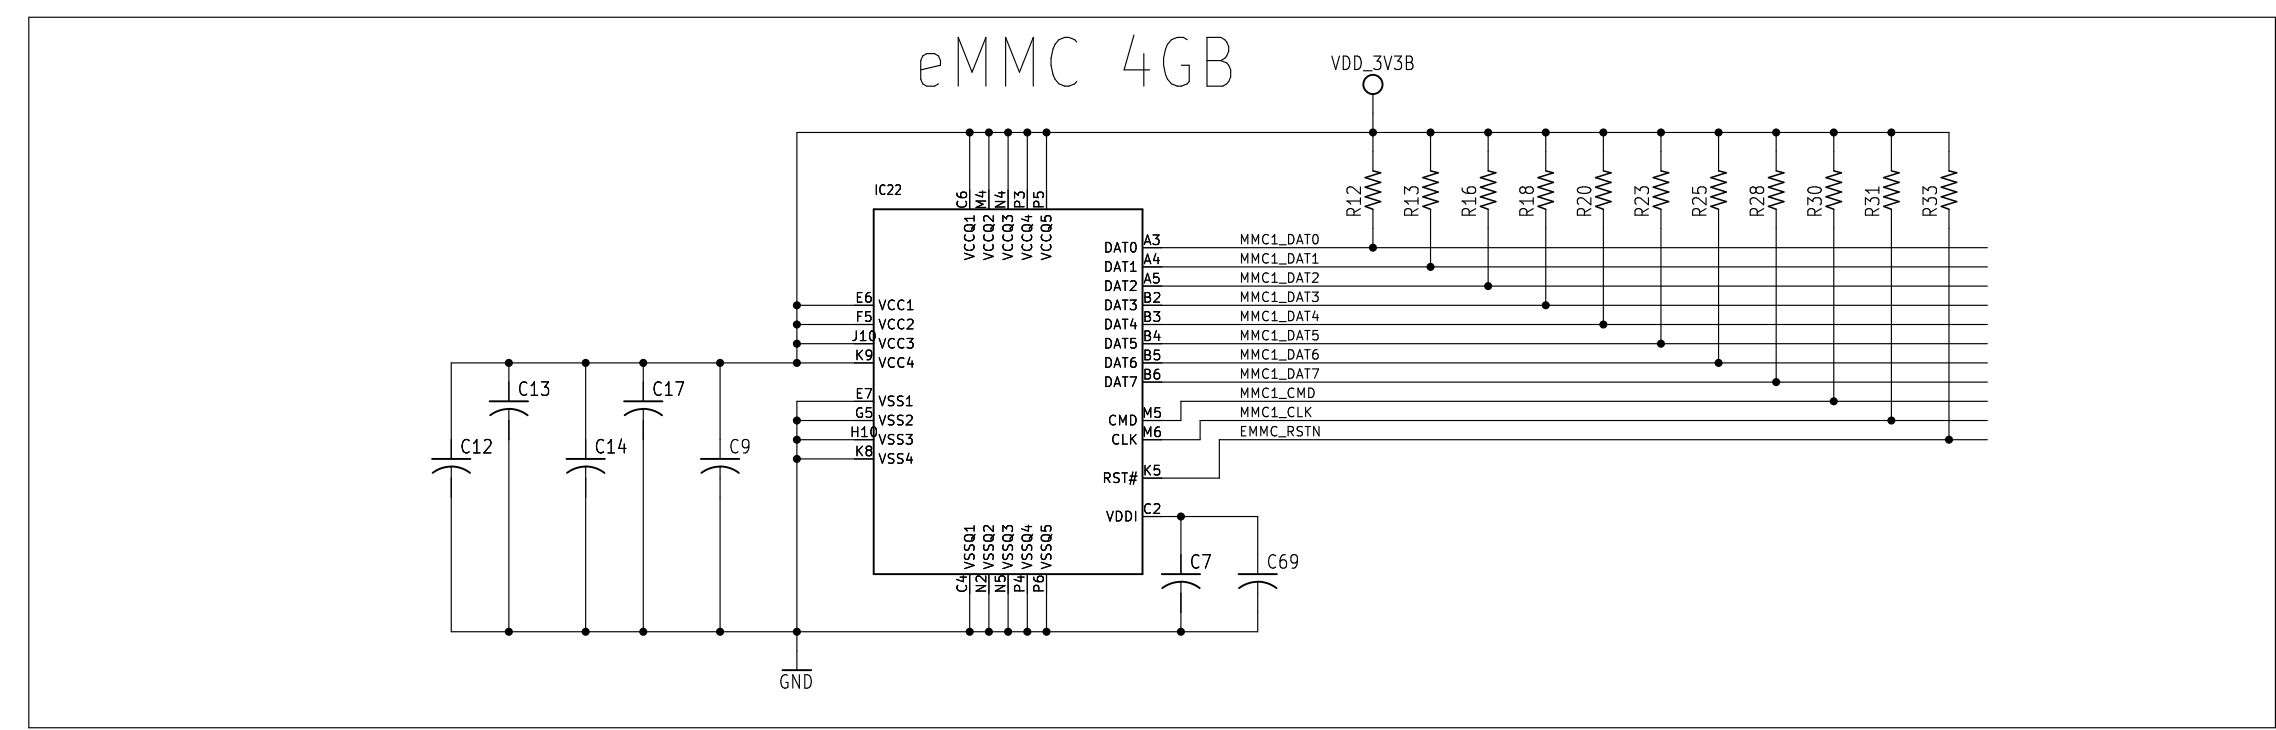 eMMC 4GB
VDD_3V3B
IC22
C6 M4 N4 P3 P5
VCCQ1 VCCQ2 VCCQ3 VCCQ4 VCCQ5
R12 R13 R16 R18 R20 R23 R25 R28 R30 R31 R33
DAT0 A3 MMC1_DAT0
DAT1 A4 MMC1_DAT1
DAT2 A5 MMC1_DAT2
E6 VCC1 DAT3 B2 MMC1_DAT3
F5 VCC2 DAT4 B3 MMC1_DAT4
J10 VCC3 DAT5 B4 MMC1_DAT5
K9 VCC4 DAT6 B5 MMC1_DAT6
DAT7 B6 MMC1_DAT7
C13 C17
E7 VSS1 MMC1_CMD
G5 VSS2 CMD M5 MMC1_CLK
H10 VSS3 CLK M6 EMMC_RSTN
C12 C14 C9
K8 VSS4
RST# K5
VDDI C2
VSSQ1 VSSQ2 VSSQ3 VSSQ4 VSSQ5
C4 N2 N5 P4 P6
C7 C69
GND